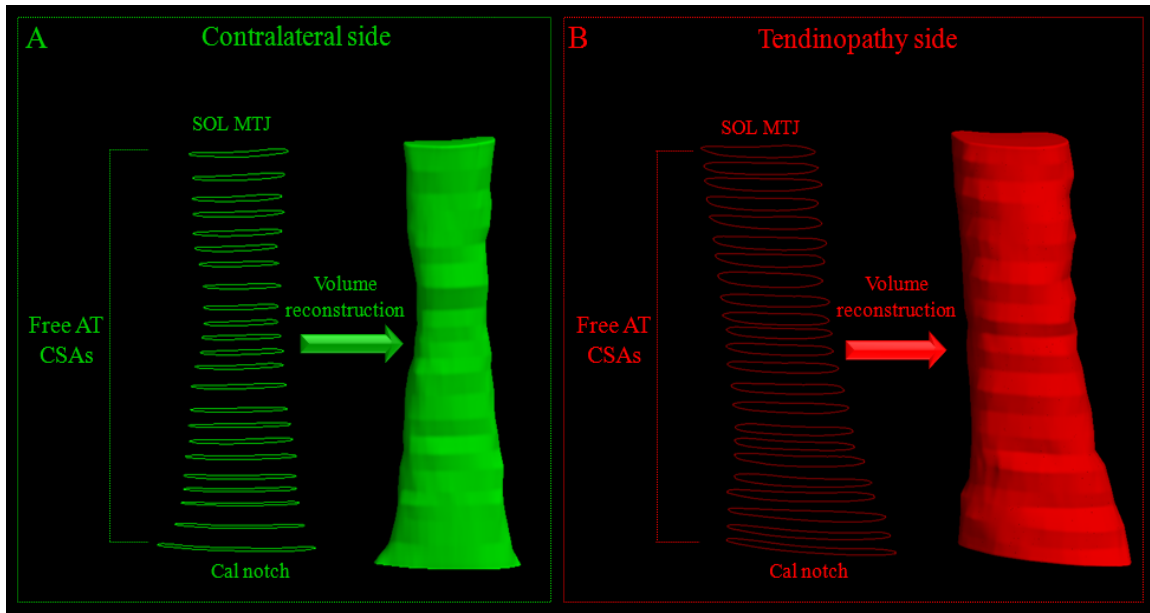 A
Contralateral side
SOL MTJ
Free AT
CSAs
Volume
reconstruction
Cal notch
B
Tendinopathy side
SOL MTJ
Free AT
CSAs
Volume
reconstruction
Cal notch